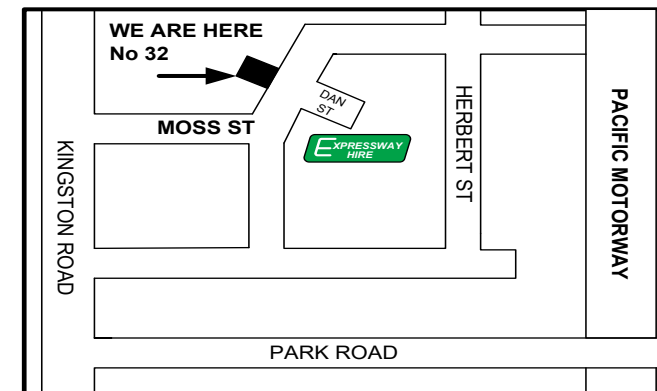 WE ARE HERE
No 32
MOSS ST
DAN
ST
EXPRESSWAY
HIRE
KINGSTON ROAD
HERBERT ST
PACIFIC MOTORWAY
PARK ROAD